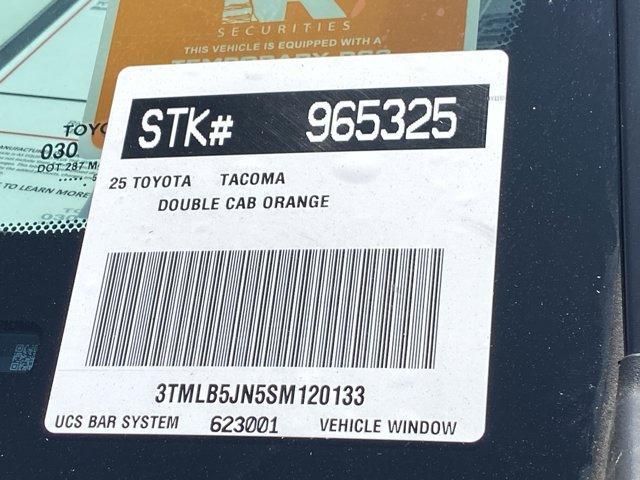 SECURITIES
THIS VEHICLE IS EQUIPPED WITH A
STK# 965325
25 TOYOTA TACOMA
DOUBLE CAB ORANGE
3TMLB5JN5SM120133
UCS BAR SYSTEM 623001 VEHICLE WINDOW
030
DOT 287 M
TO LEARN MORE